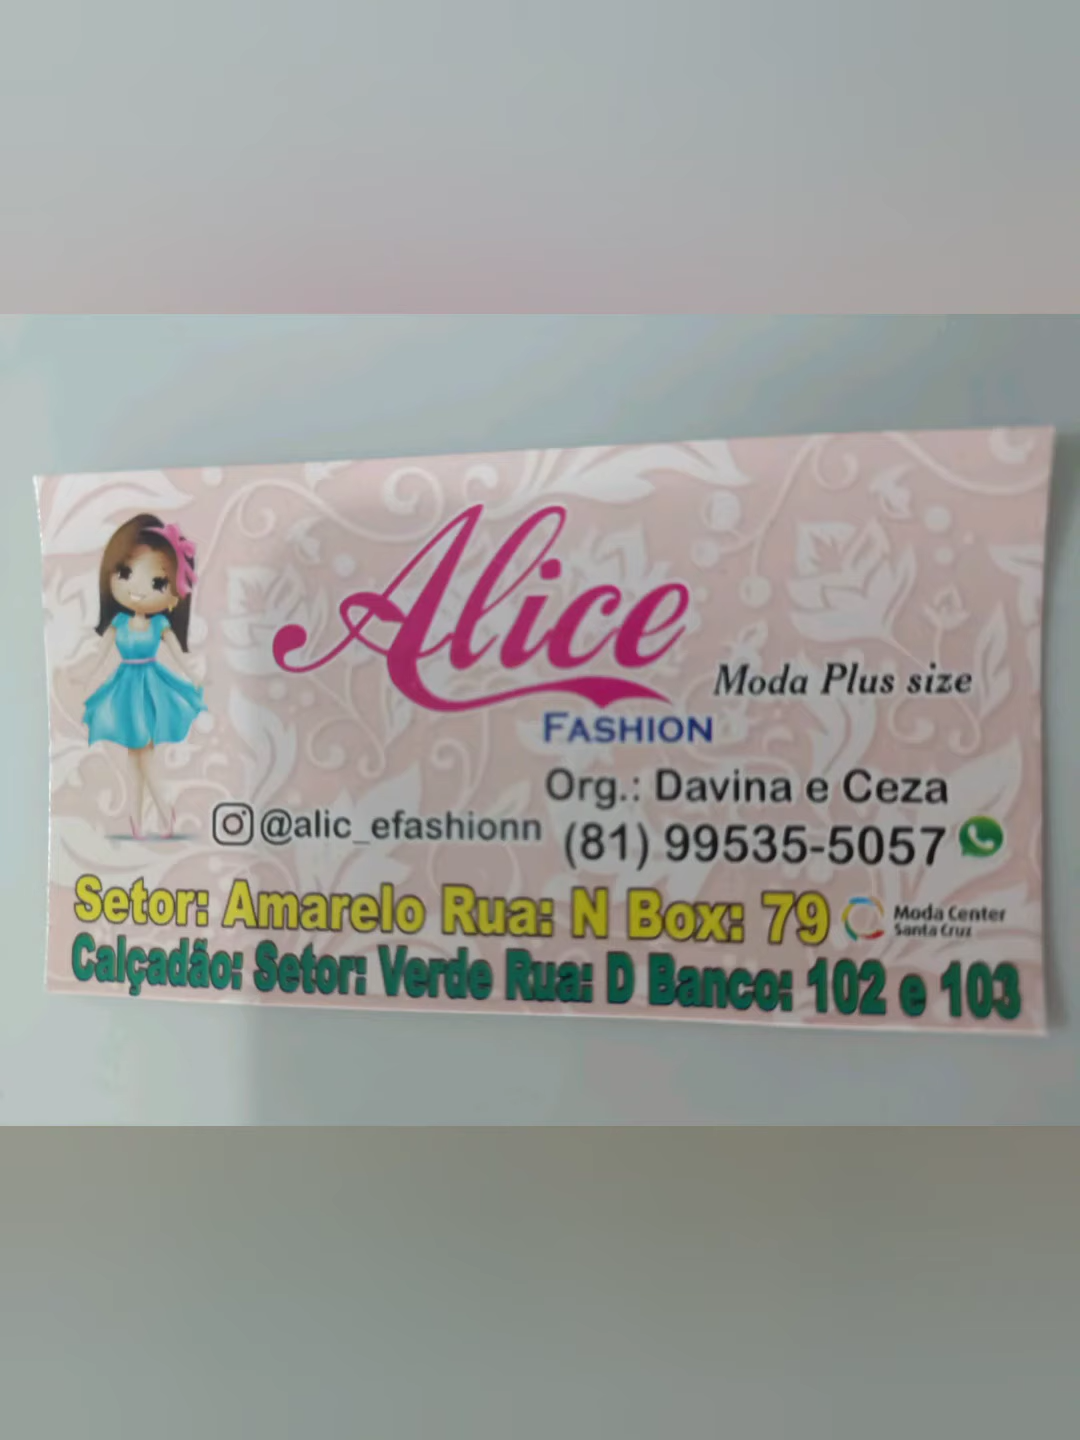 Alice
Moda Plus size
FASHION
Org.: Davina e Ceza
@alic_efashionn
(81) 99535-5057
Setor: Amarelo Rua: N Box: 79
Moda Center
Santa Cruz
Calçadão: Setor: Verde Rua: D Banco: 102 e 103